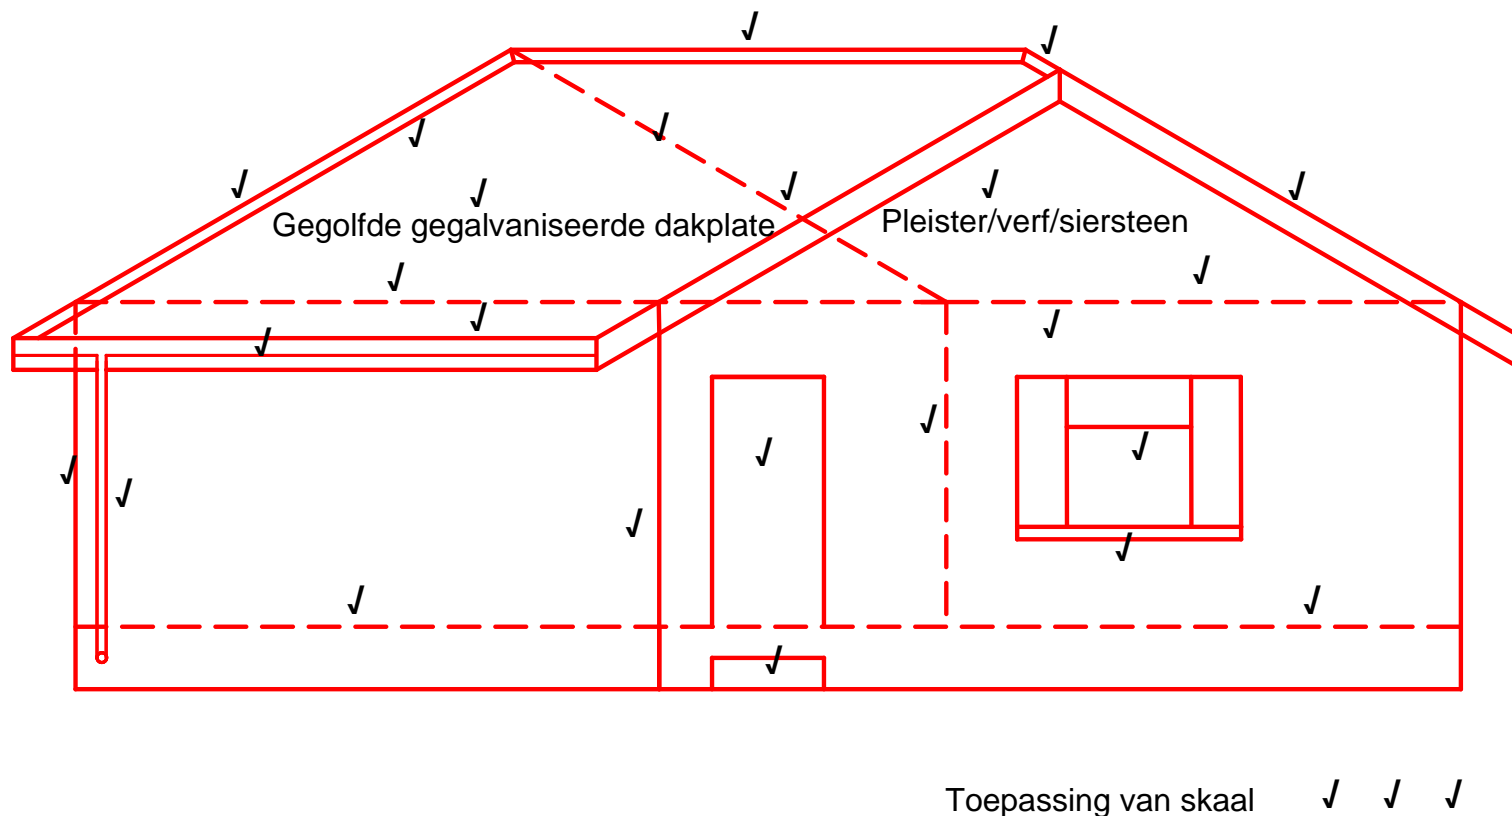 Gegolfde gegalvaniseerde dakplate
Pleister/verf/siersteen
Toepassing van skaal √ √ √